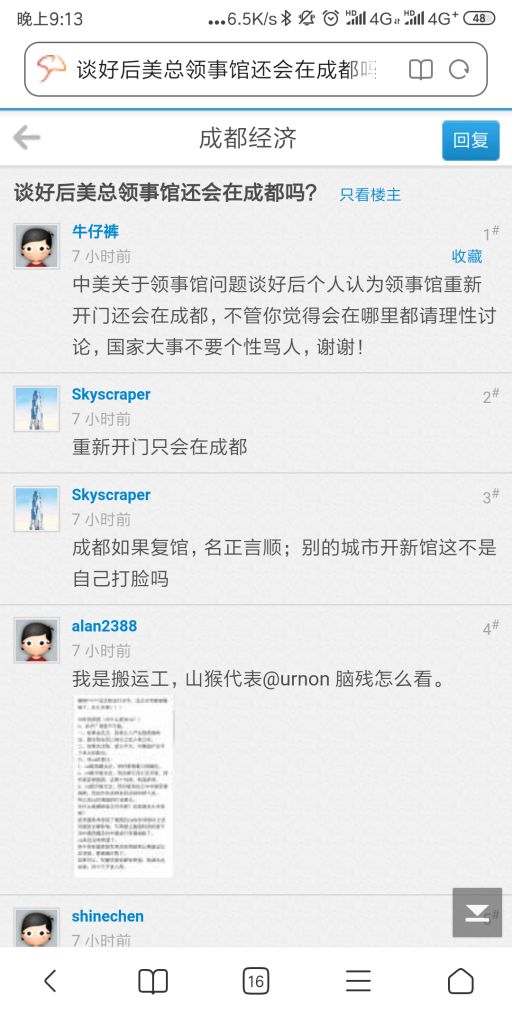 晚上9:13
...6.5K/s
HD
4G
HD
4G+
48
谈好后美总领事馆还会在成都吗
成都经济
回复
谈好后美总领事馆还会在成都吗？
只看楼主
牛仔裤
1#
7 小时前
收藏
中美关于领事馆问题谈好后个人认为领事馆重新
开门还会在成都，不管你觉得会在哪里都请理性讨
论，国家大事不要个性骂人，谢谢！
Skyscraper
2#
7 小时前
重新开门只会在成都
Skyscraper
3#
7 小时前
成都如果复馆，名正言顺；别的城市开新馆这不是
自己打脸吗
alan2388
4#
7 小时前
我是搬运工，山猴代表@urnon 脑残怎么看。
shinechen
5#
7 小时前
16